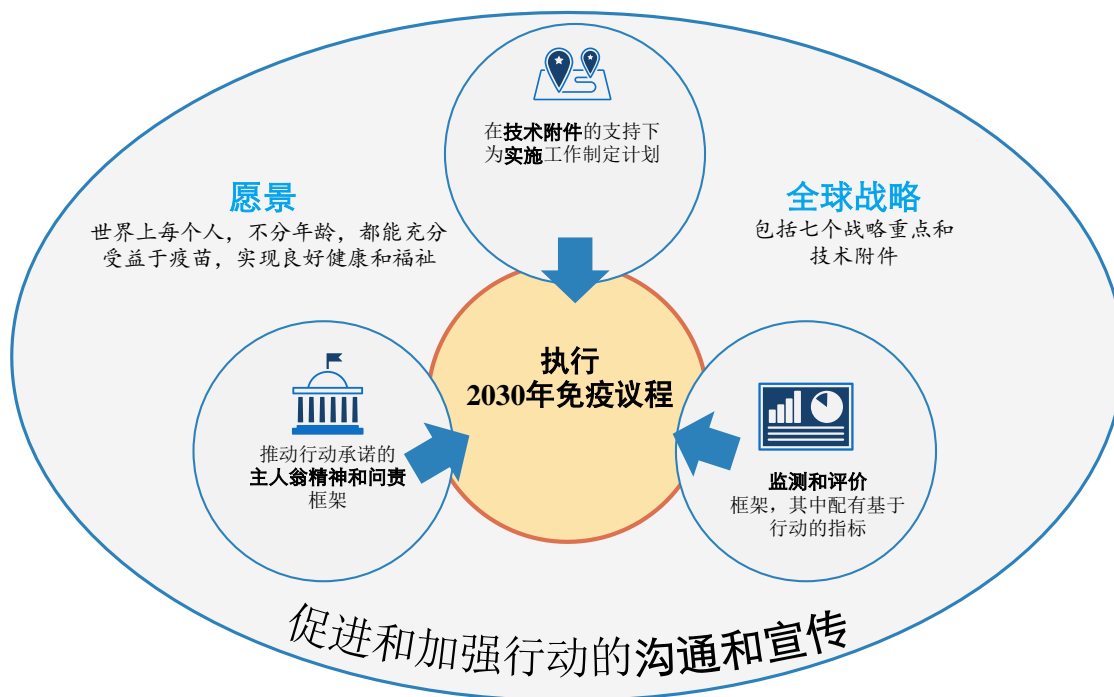 在技术附件的支持下
为实施工作制定计划
愿景
世界上每个人，不分年龄，都能充分
受益于疫苗，实现良好健康和福祉
全球战略
包括七个战略重点和
技术附件
执行
2030年免疫议程
推动行动承诺的
主人翁精神和问责
框架
监测和评价
框架，其中配有基于
行动的指标
促进和加强行动的沟通和宣传